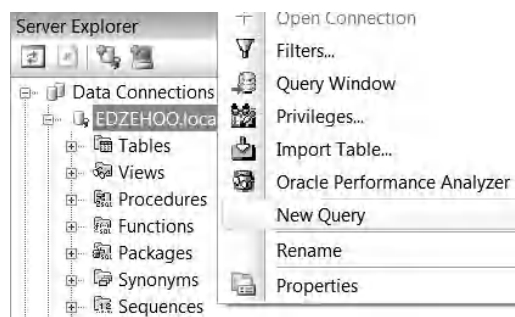 Server Explorer
Data Connections
EDZEHOO.loca
Tables
Views
Procedures
Functions
Packages
Synonyms
Sequences
Open Connection
Filters...
Query Window
Privileges...
Import Table...
Oracle Performance Analyzer
New Query
Rename
Properties